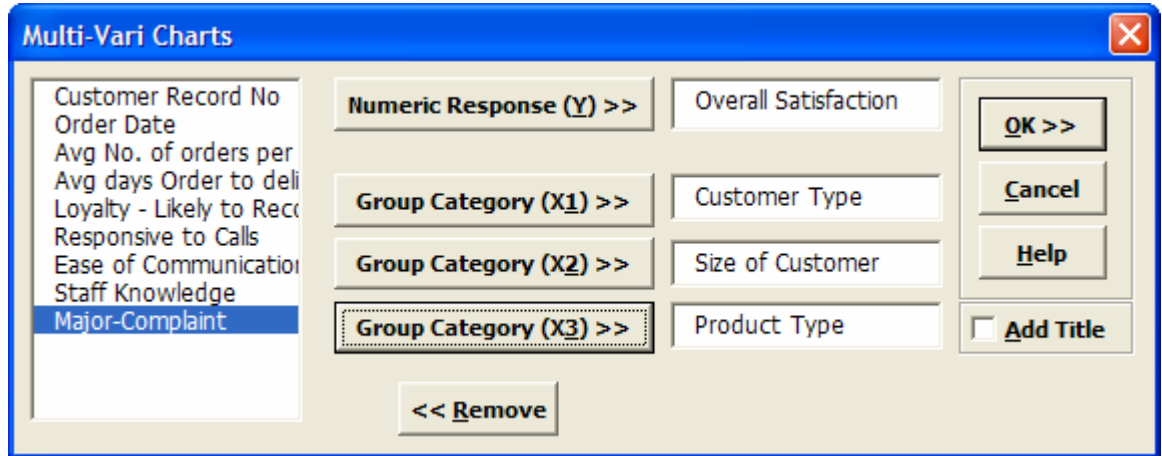 Multi-Vari Charts
Customer Record No
Order Date
Avg No. of orders per
Avg days Order to deli
Loyalty - Likely to Reco
Responsive to Calls
Ease of Communication
Staff Knowledge
Major-Complaint
Numeric Response (Y) >>
Overall Satisfaction
Group Category (X1) >>
Customer Type
Group Category (X2) >>
Size of Customer
Group Category (X3) >>
Product Type
<< Remove
OK >>
Cancel
Help
Add Title